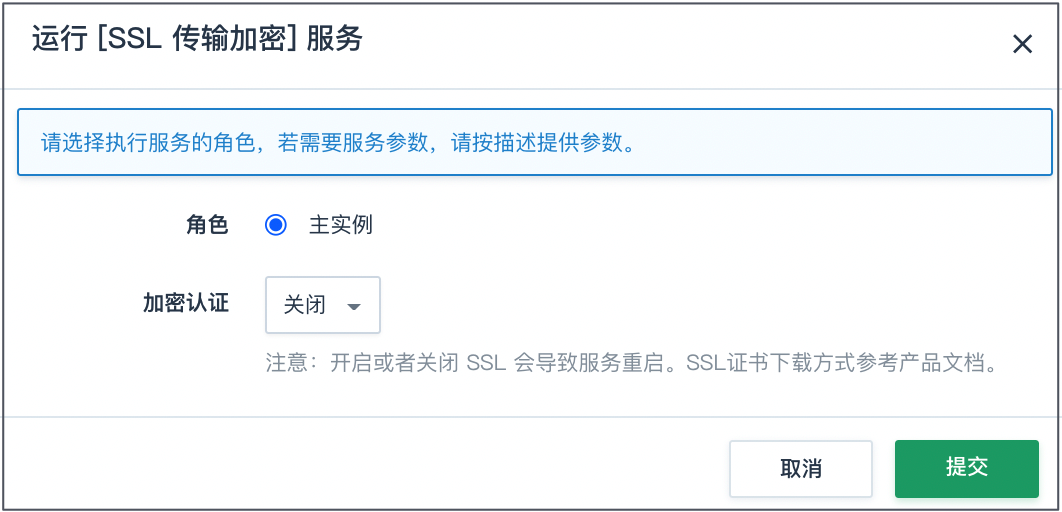 运行 [SSL 传输加密] 服务
请选择执行服务的角色，若需要服务参数，请按描述提供参数。
角色 主实例
加密认证 关闭
注意：开启或者关闭 SSL 会导致服务重启。SSL证书下载方式参考产品文档。
取消 提交